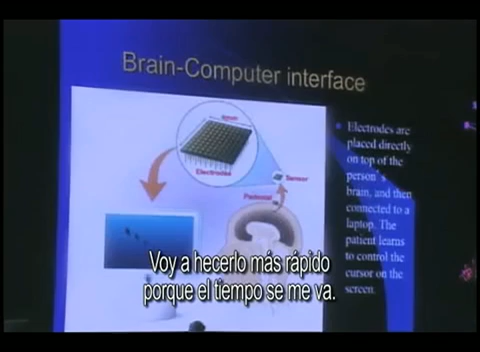 Brain-Computer interface
Electrodes
Sensor
Pedestal
Electrodes are
placed directly
on top of the
person's
brain, and then
connected to a
laptop. The
patient learns
to control the
cursor on the
screen.
Voy a hecerlo más rápido
porque el tiempo se me va.